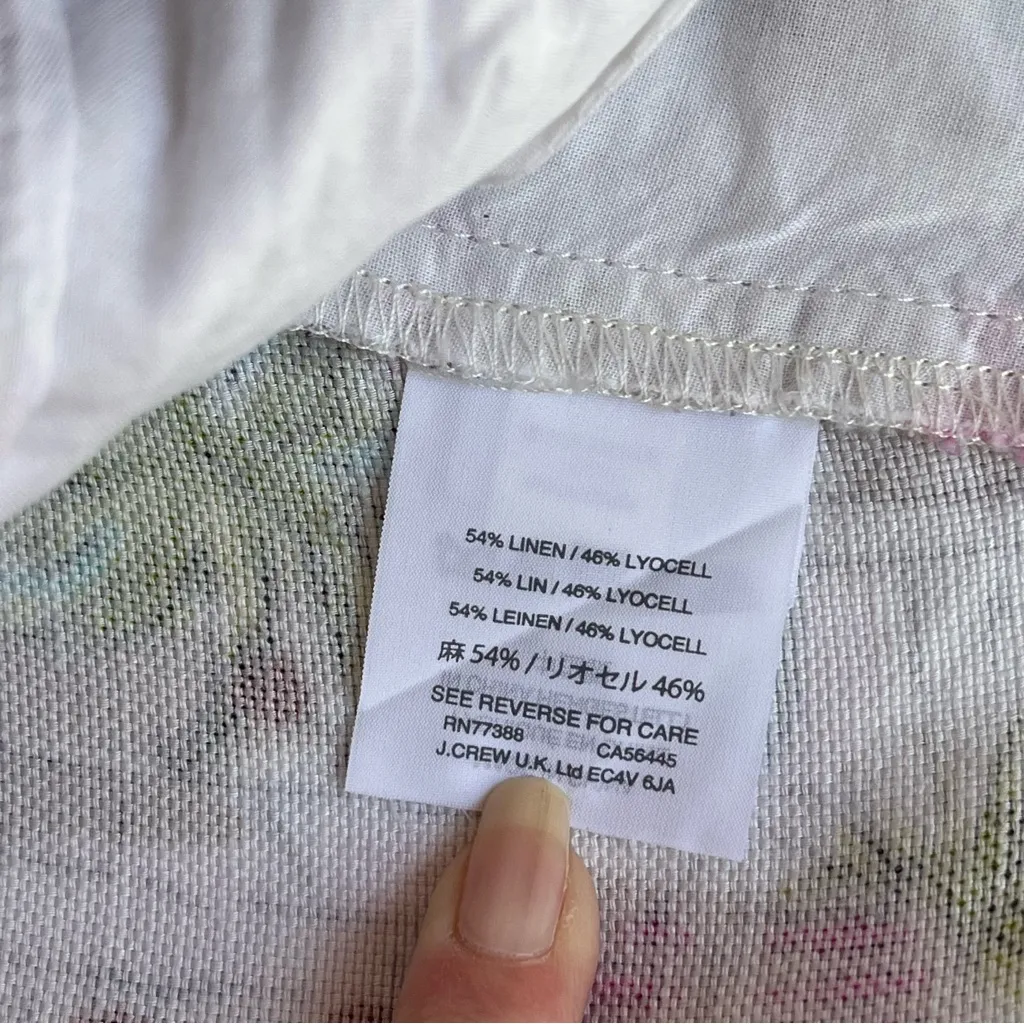 54% LINEN / 46% LYOCELL
54% LIN / 46% LYOCELL
54% LEINEN / 46% LYOCELL
麻 54% / リオセル 46%
SEE REVERSE FOR CARE
RN77388 CA56445
J.CREW U.K. Ltd EC4V 6JA